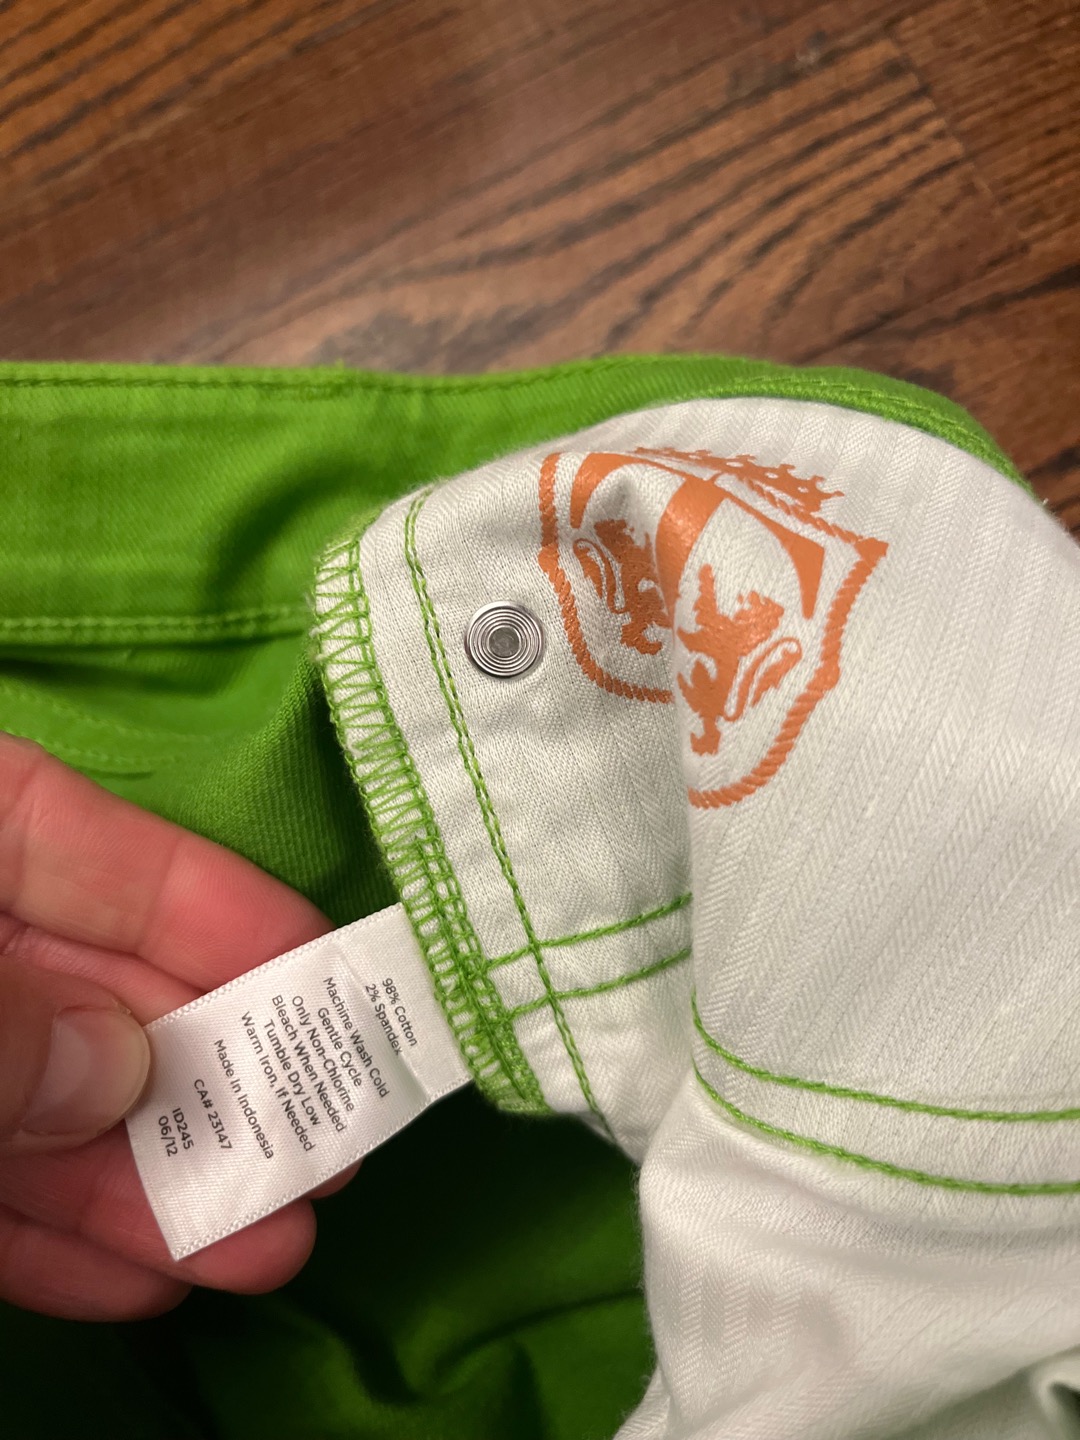 98% Cotton
2% Spandex
Machine Wash Cold
Gentle Cycle
Only Non-Chlorine
Bleach When Needed
Tumble Dry Low
Warm Iron, If Needed
Made In Indonesia
CA# 23147
ID245
06/12